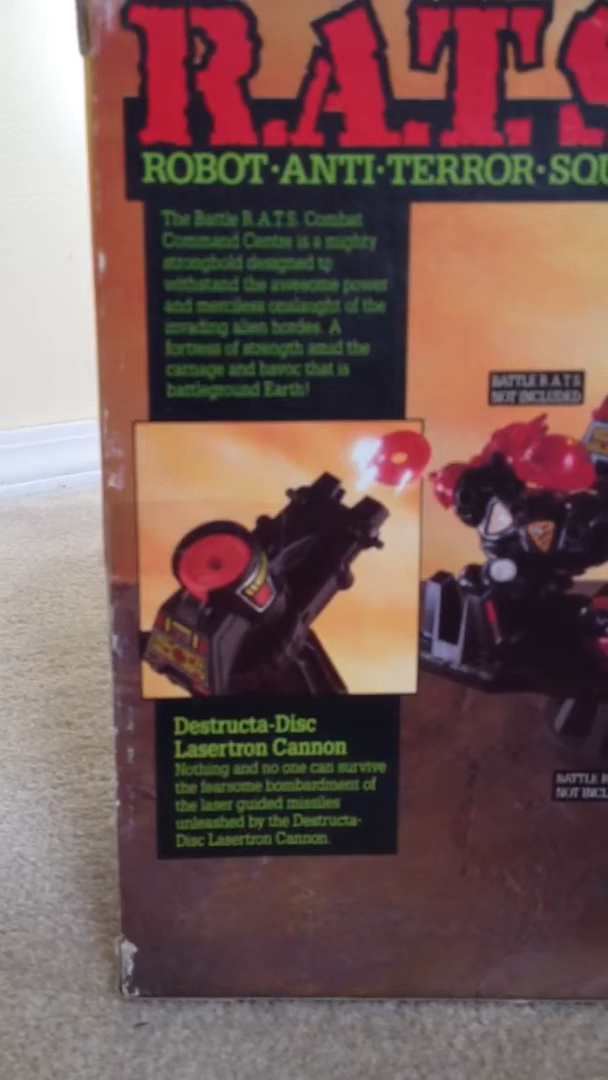 R.A.T.S
ROBOT·ANTI·TERROR·SQU
The Battle R.A.T.S. Combat
Command Centre is a mighty
stronghold designed to
withstand the awesome power
and merciless onslaught of the
invading alien hordes. A
fortress of strength amid the
carnage and havoc that is
battleground Earth!
BATTLE R.A.T.S.
NOT INCLUDED
Destructa-Disc
Lasertron Cannon
Nothing and no one can survive
the fearsome bombardment of
the laser guided missiles
unleashed by the Destructa-
Disc Lasertron Cannon.
BATTLE R
NOT INCL